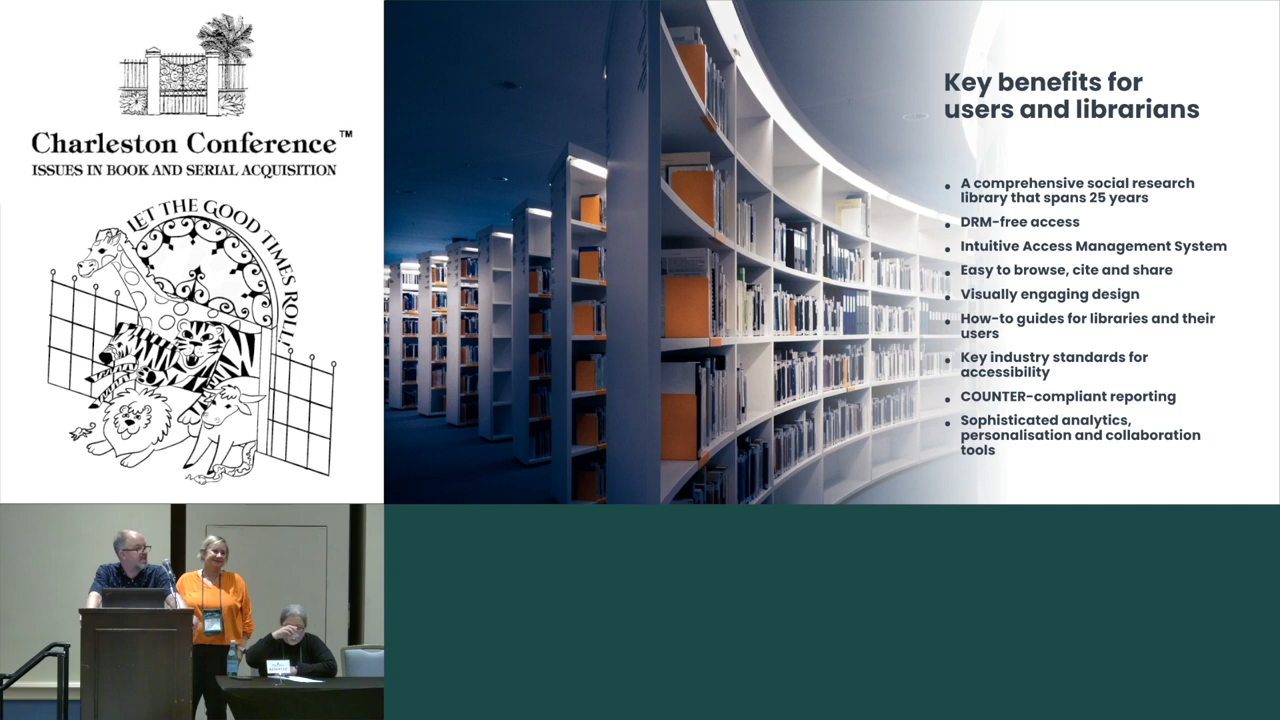 Charleston Conference™
ISSUES IN BOOK AND SERIAL ACQUISITION
LET THE GOOD TIMES ROLL!
Key benefits for
users and librarians
• A comprehensive social research
library that spans 25 years
• DRM-free access
• Intuitive Access Management System
• Easy to browse, cite and share
• Visually engaging design
• How-to guides for libraries and their
users
• Key industry standards for
accessibility
• COUNTER-compliant reporting
• Sophisticated analytics,
personalisation and collaboration
tools